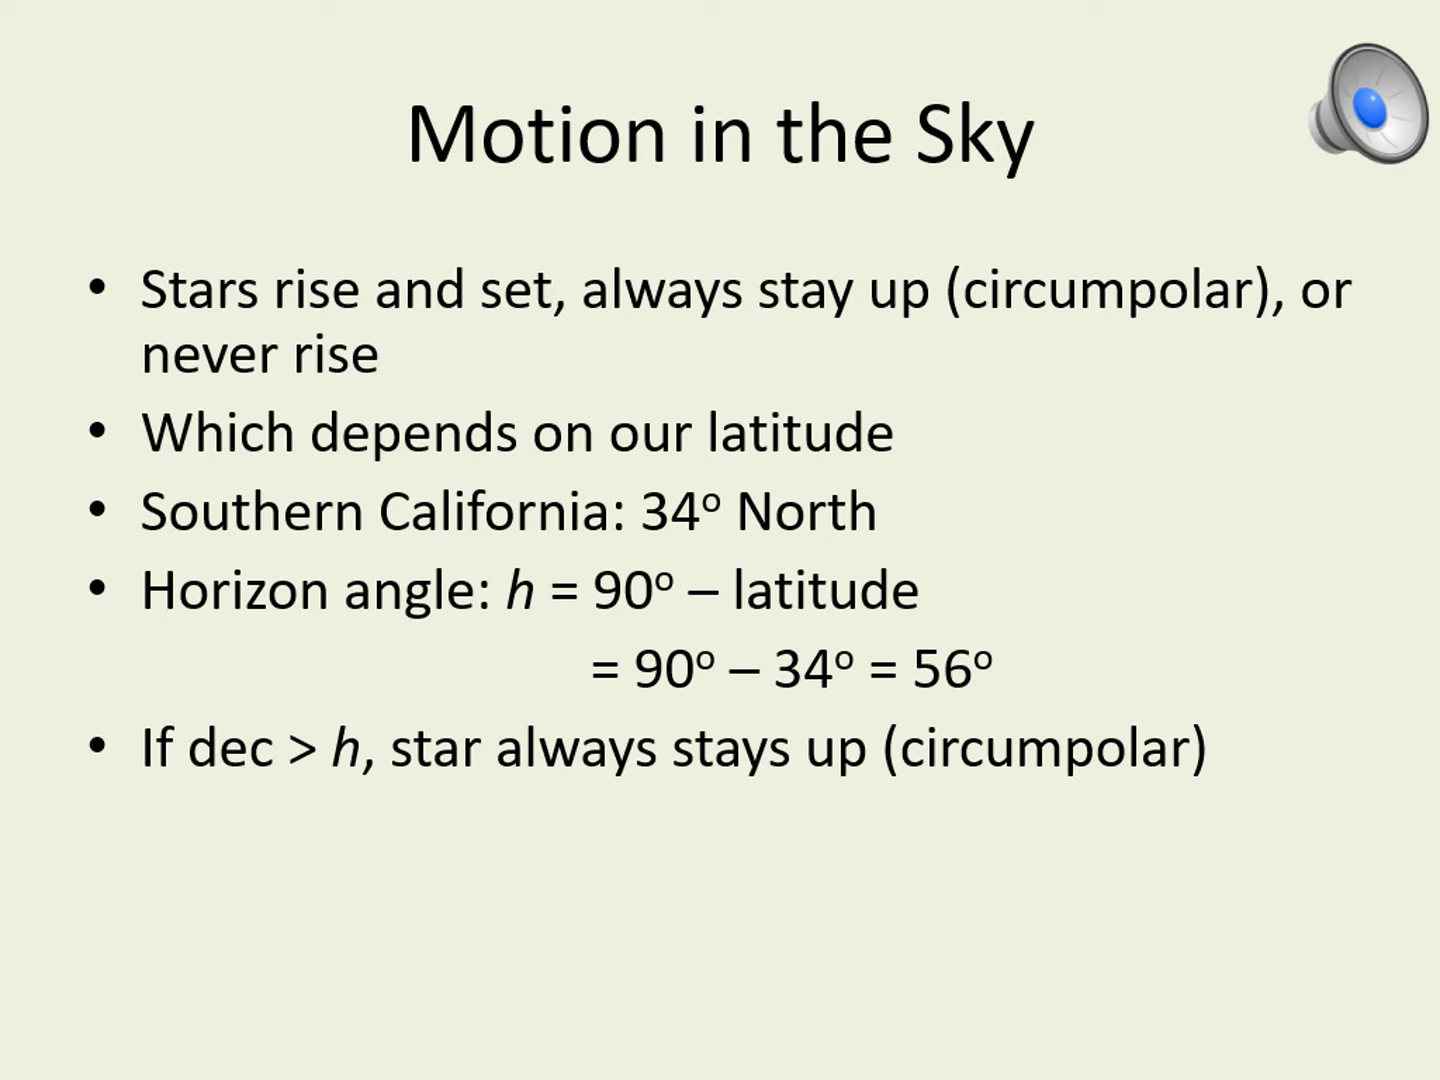 Motion in the Sky
• Stars rise and set, always stay up (circumpolar), or
never rise
• Which depends on our latitude
• Southern California: 34º North
• Horizon angle: h = 90º – latitude
= 90º – 34º = 56º
• If dec > h, star always stays up (circumpolar)